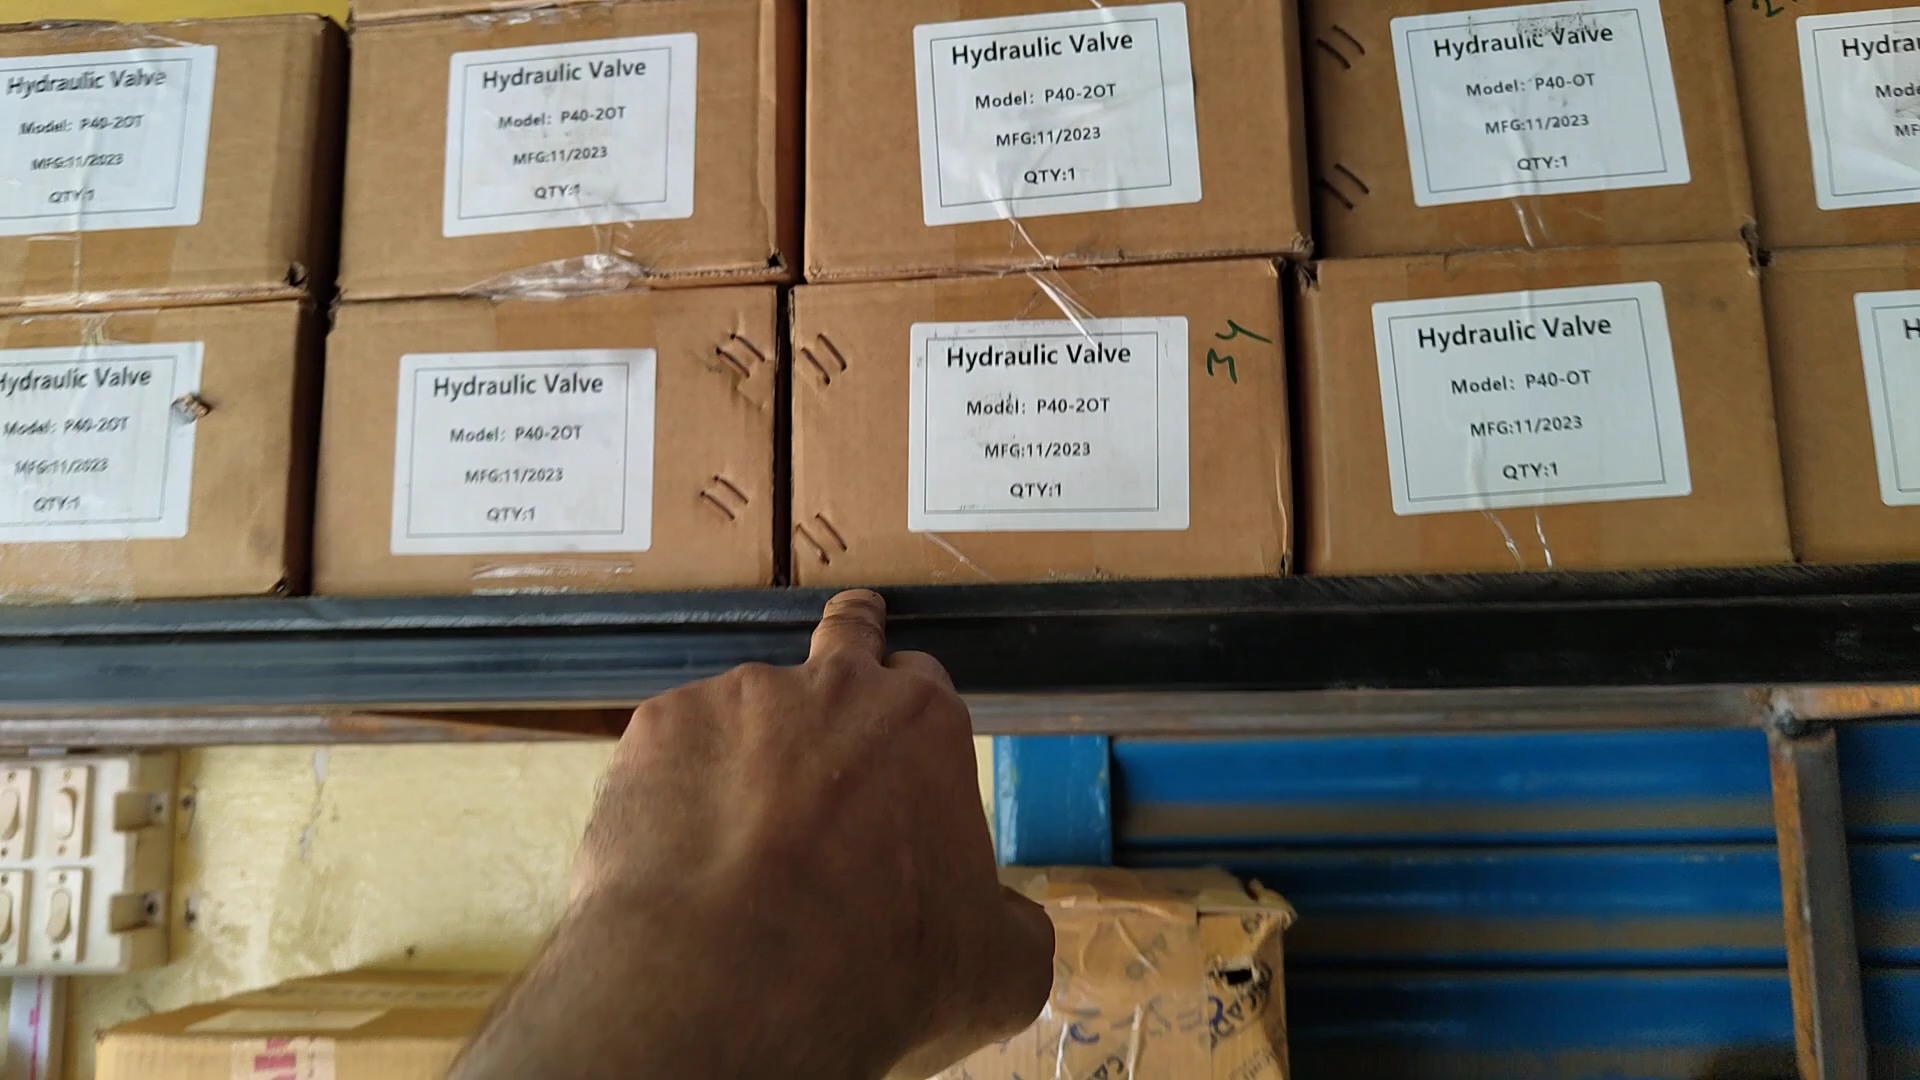 Hydraulic Valve
Model: P40-2OT
MFG:11/2023
QTY:1
Hydraulic Valve
Model: P40-2OT
MFG:11/2023
QTY:1
Hydraulic Valve
Model: P40-2OT
MFG:11/2023
QTY:1
Hydraulic Valve
Model: P40-OT
MFG:11/2023
QTY:1
Hydraulic Valve
Model: P40-2OT
MFG:11/2023
QTY:1
Hydraulic Valve
Model: P40-2OT
MFG:11/2023
QTY:1
Hydraulic Valve
Model: P40-2OT
MFG:11/2023
QTY:1
Hydraulic Valve
Model: P40-OT
MFG:11/2023
QTY:1